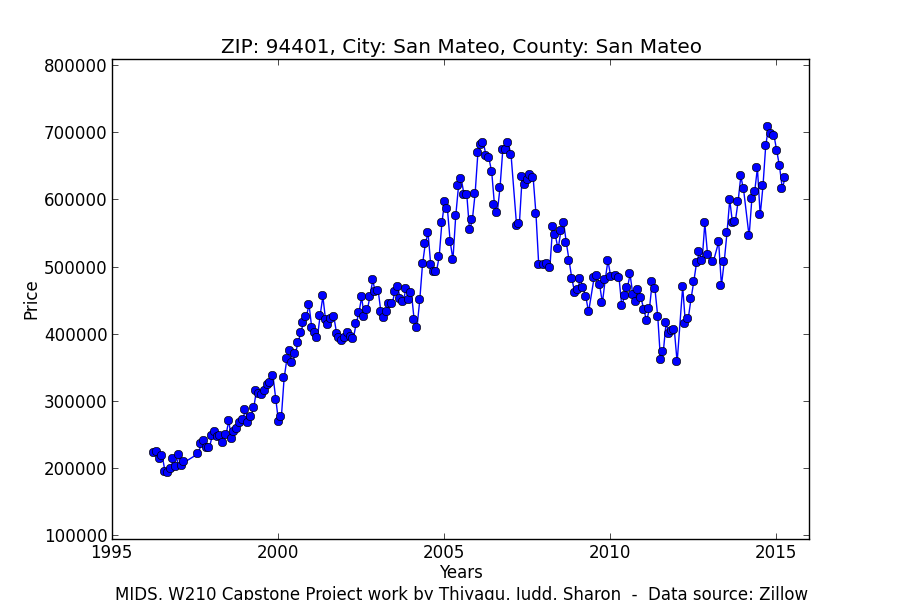 ZIP: 94401, City: San Mateo, County: San Mateo
800000
700000
600000
500000
400000
300000
200000
100000
Price
1995 2000 2005 2010 2015
Years
MIDS, W210 Capstone Project work by Thiyagu, Judd, Sharon - Data source: Zillow